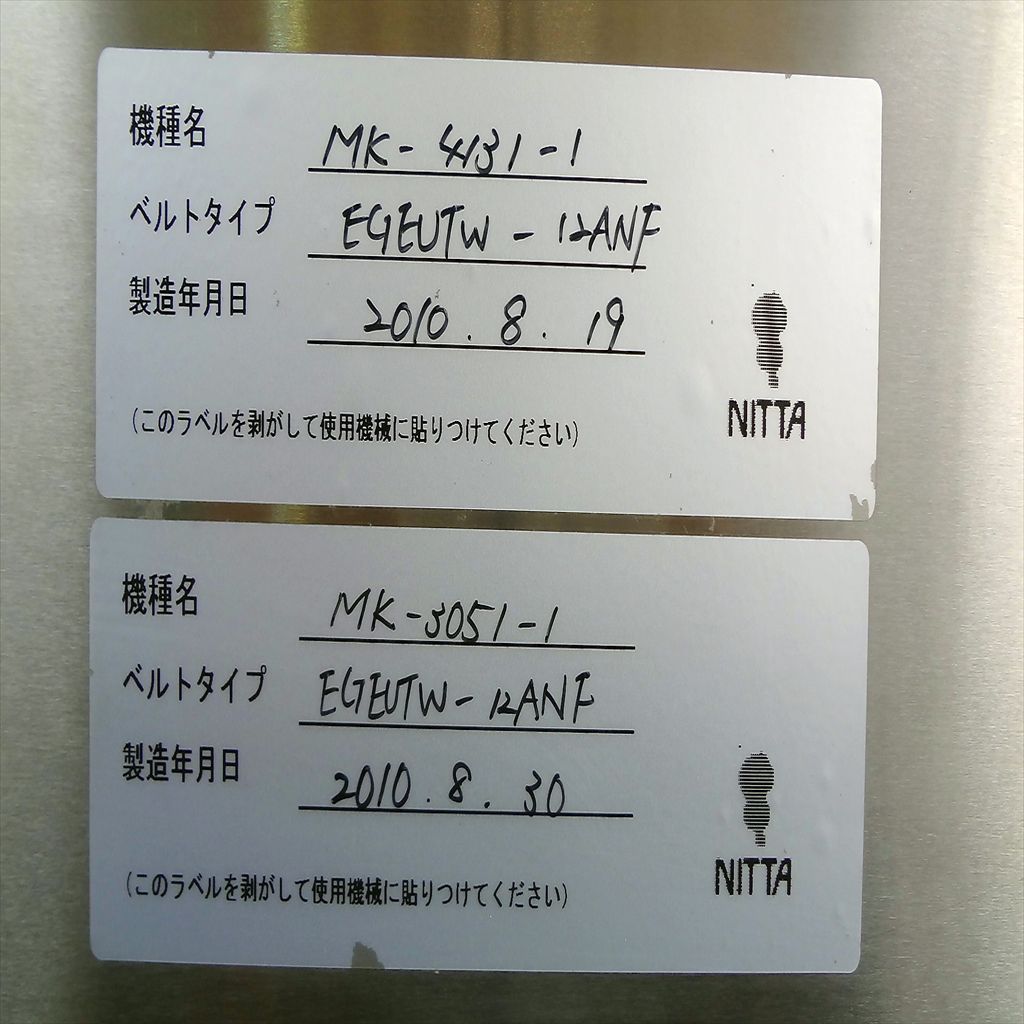 機種名 MK-4131-1
ベルトタイプ EGEUTW-12ANF
製造年月日 2010.8.19
(このラベルを剥がして使用機械に貼りつけてください)
NITTA
機種名 MK-3051-1
ベルトタイプ EGEUTW-12ANF
製造年月日 2010.8.30
(このラベルを剥がして使用機械に貼りつけてください)
NITTA